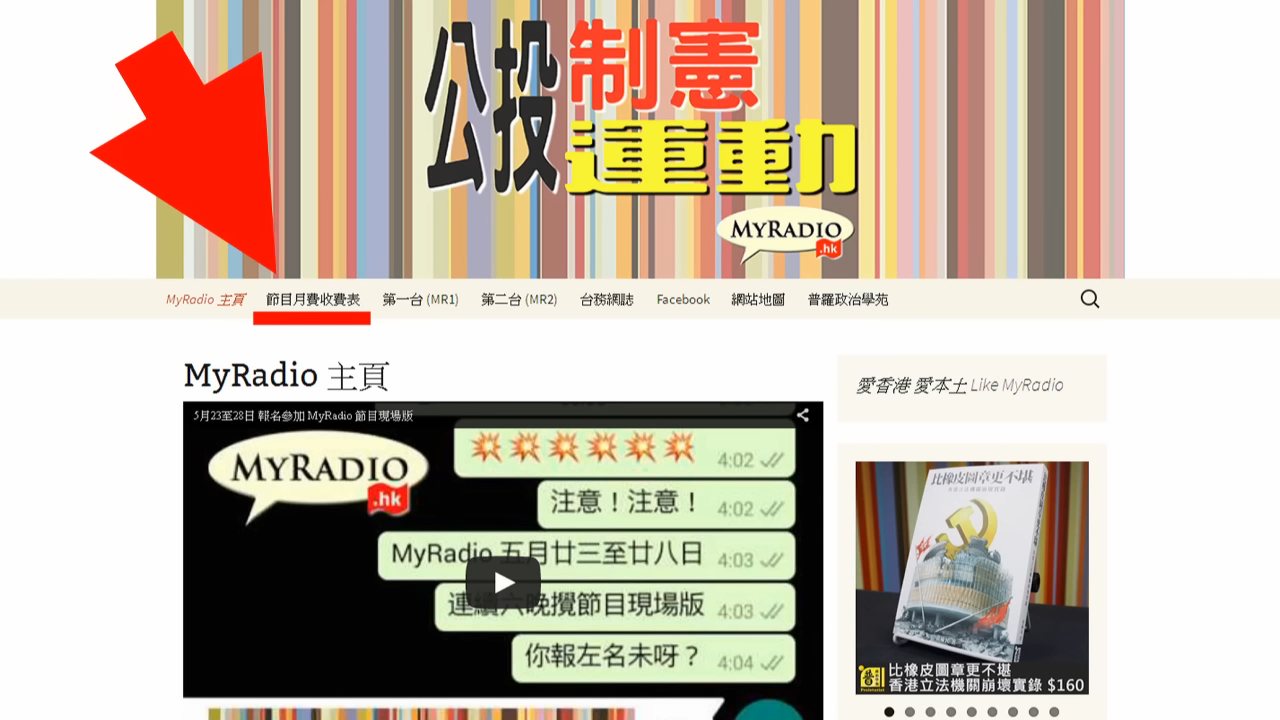 公投制憲
運動
MYRADIO
.hk
MyRadio 主頁 節目月費收費表 第一台 (MR1) 第二台 (MR2) 台務網誌 Facebook 網站地圖 普羅政治學苑
MyRadio 主頁
5月23至28日 報名參加 MyRadio 節目現場版
MYRADIO
.hk
4:02
注意！注意！ 4:02
MyRadio 五月廿三至廿八日 4:03
連續六晚攪節目現場版 4:03
你報左名未呀？ 4:04
愛香港 愛本土 Like MyRadio
比橡皮圖章更不堪
比橡皮圖章更不堪
香港立法機關崩壞實錄 $160